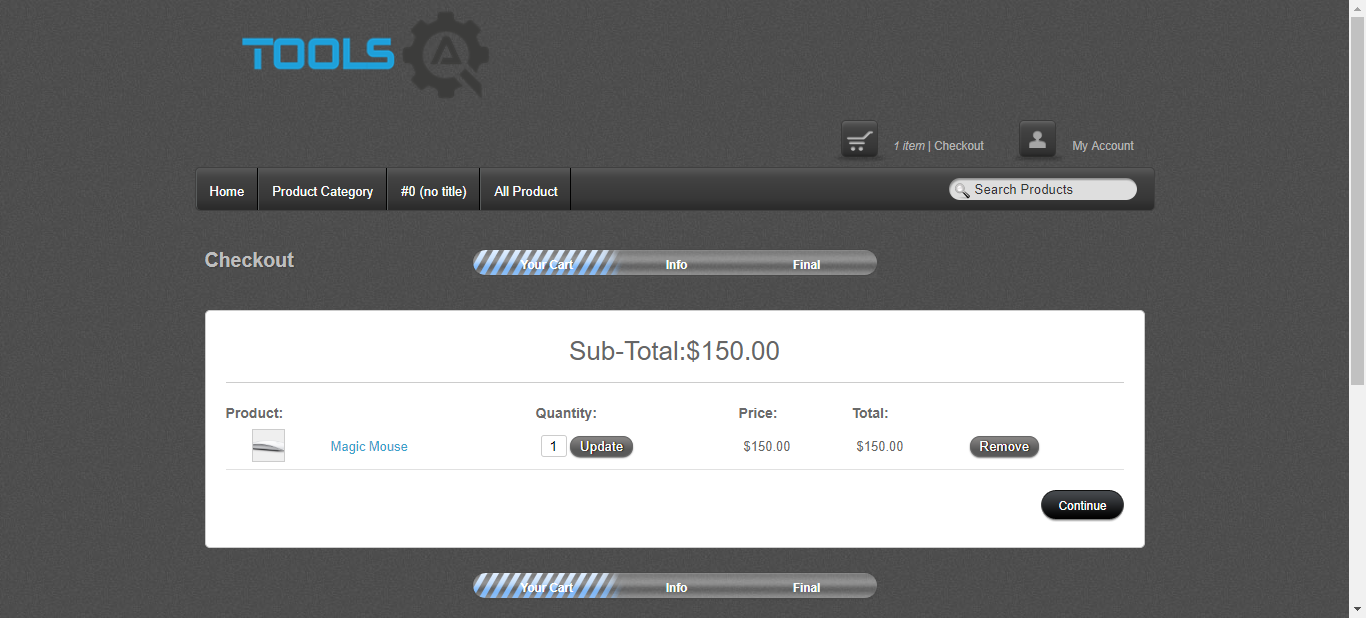 TOOLS QA
1 item | Checkout My Account
Home Product Category #0 (no title) All Product Search Products
Checkout Your Cart Info Final
Sub-Total:$150.00
Product: Quantity: Price: Total:
Magic Mouse 1 Update $150.00 $150.00 Remove
Continue
Your Cart Info Final